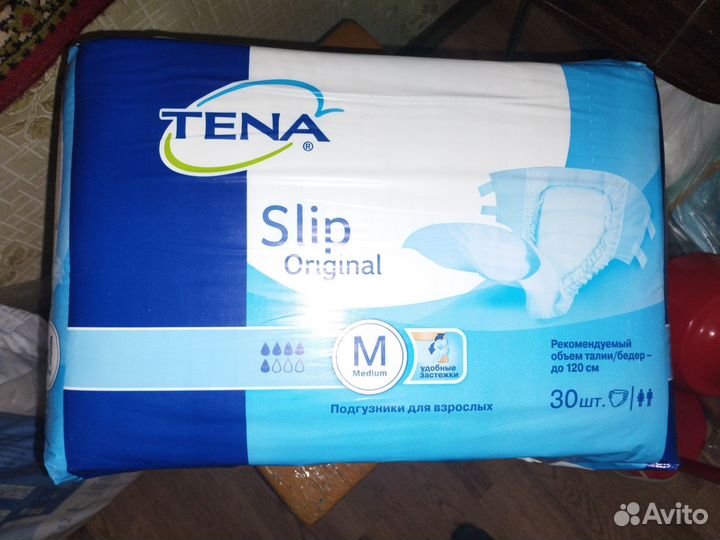 TENA®
Slip
Original
M
Medium
удобные
застежки
Рекомендуемый
объем талии/бедер –
до 120 см
30шт.
Подгузники для взрослых
Avito